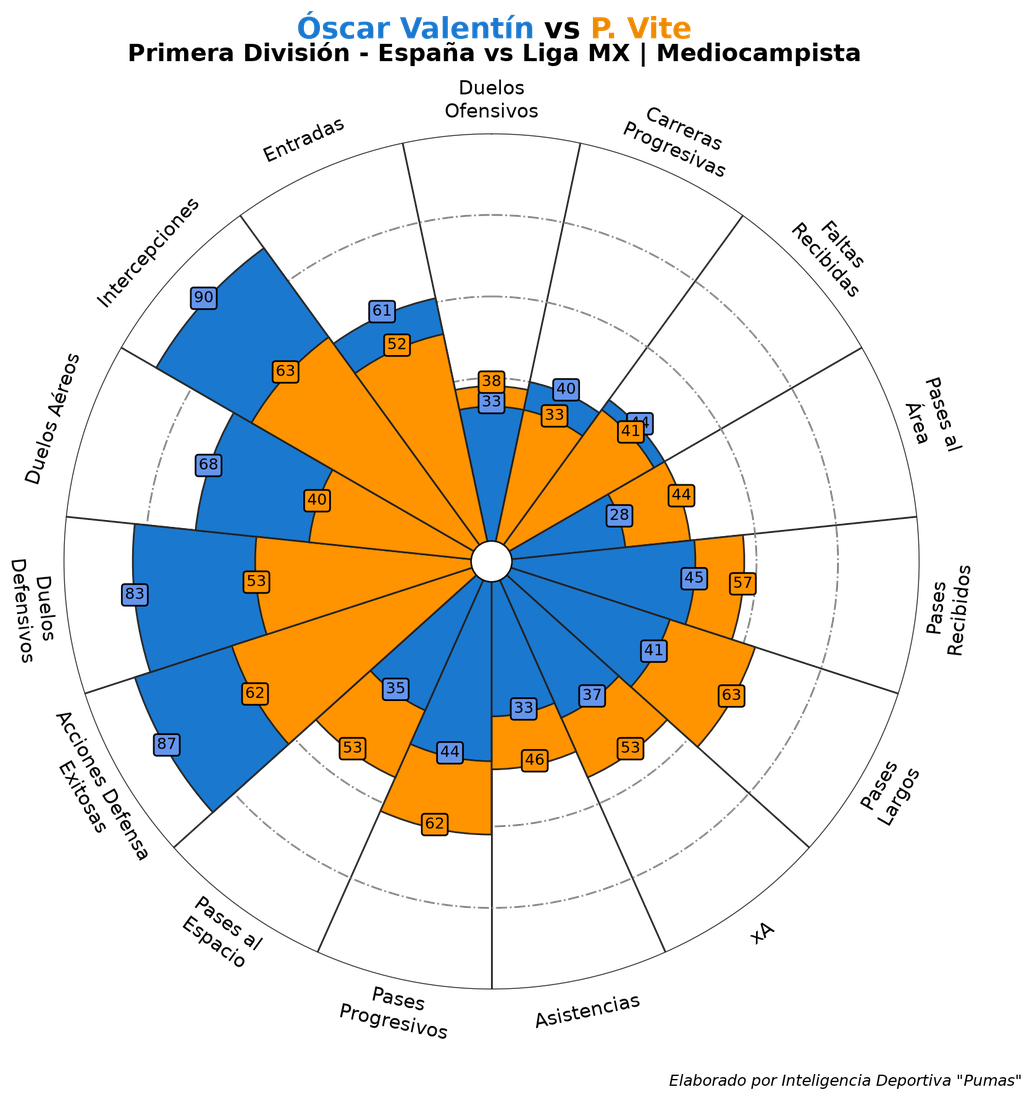 Óscar Valentín vs P. Vite
Primera División - España vs Liga MX | Mediocampista
Duelos
Ofensivos
38
33
Carreras
Progresivas
40
33
Faltas
Recibidas
44
41
Pases al
Área
44
28
Pases
Recibidos
45
57
Pases
Largos
41
63
xA
37
53
Asistencias
33
46
Pases
Progresivos
44
62
Pases al
Espacio
35
53
Acciones Defensa
Exitosas
62
87
Duelos
Defensivos
83
53
Duelos Aéreos
68
40
Intercepciones
90
63
Entradas
61
52
Elaborado por Inteligencia Deportiva "Pumas"